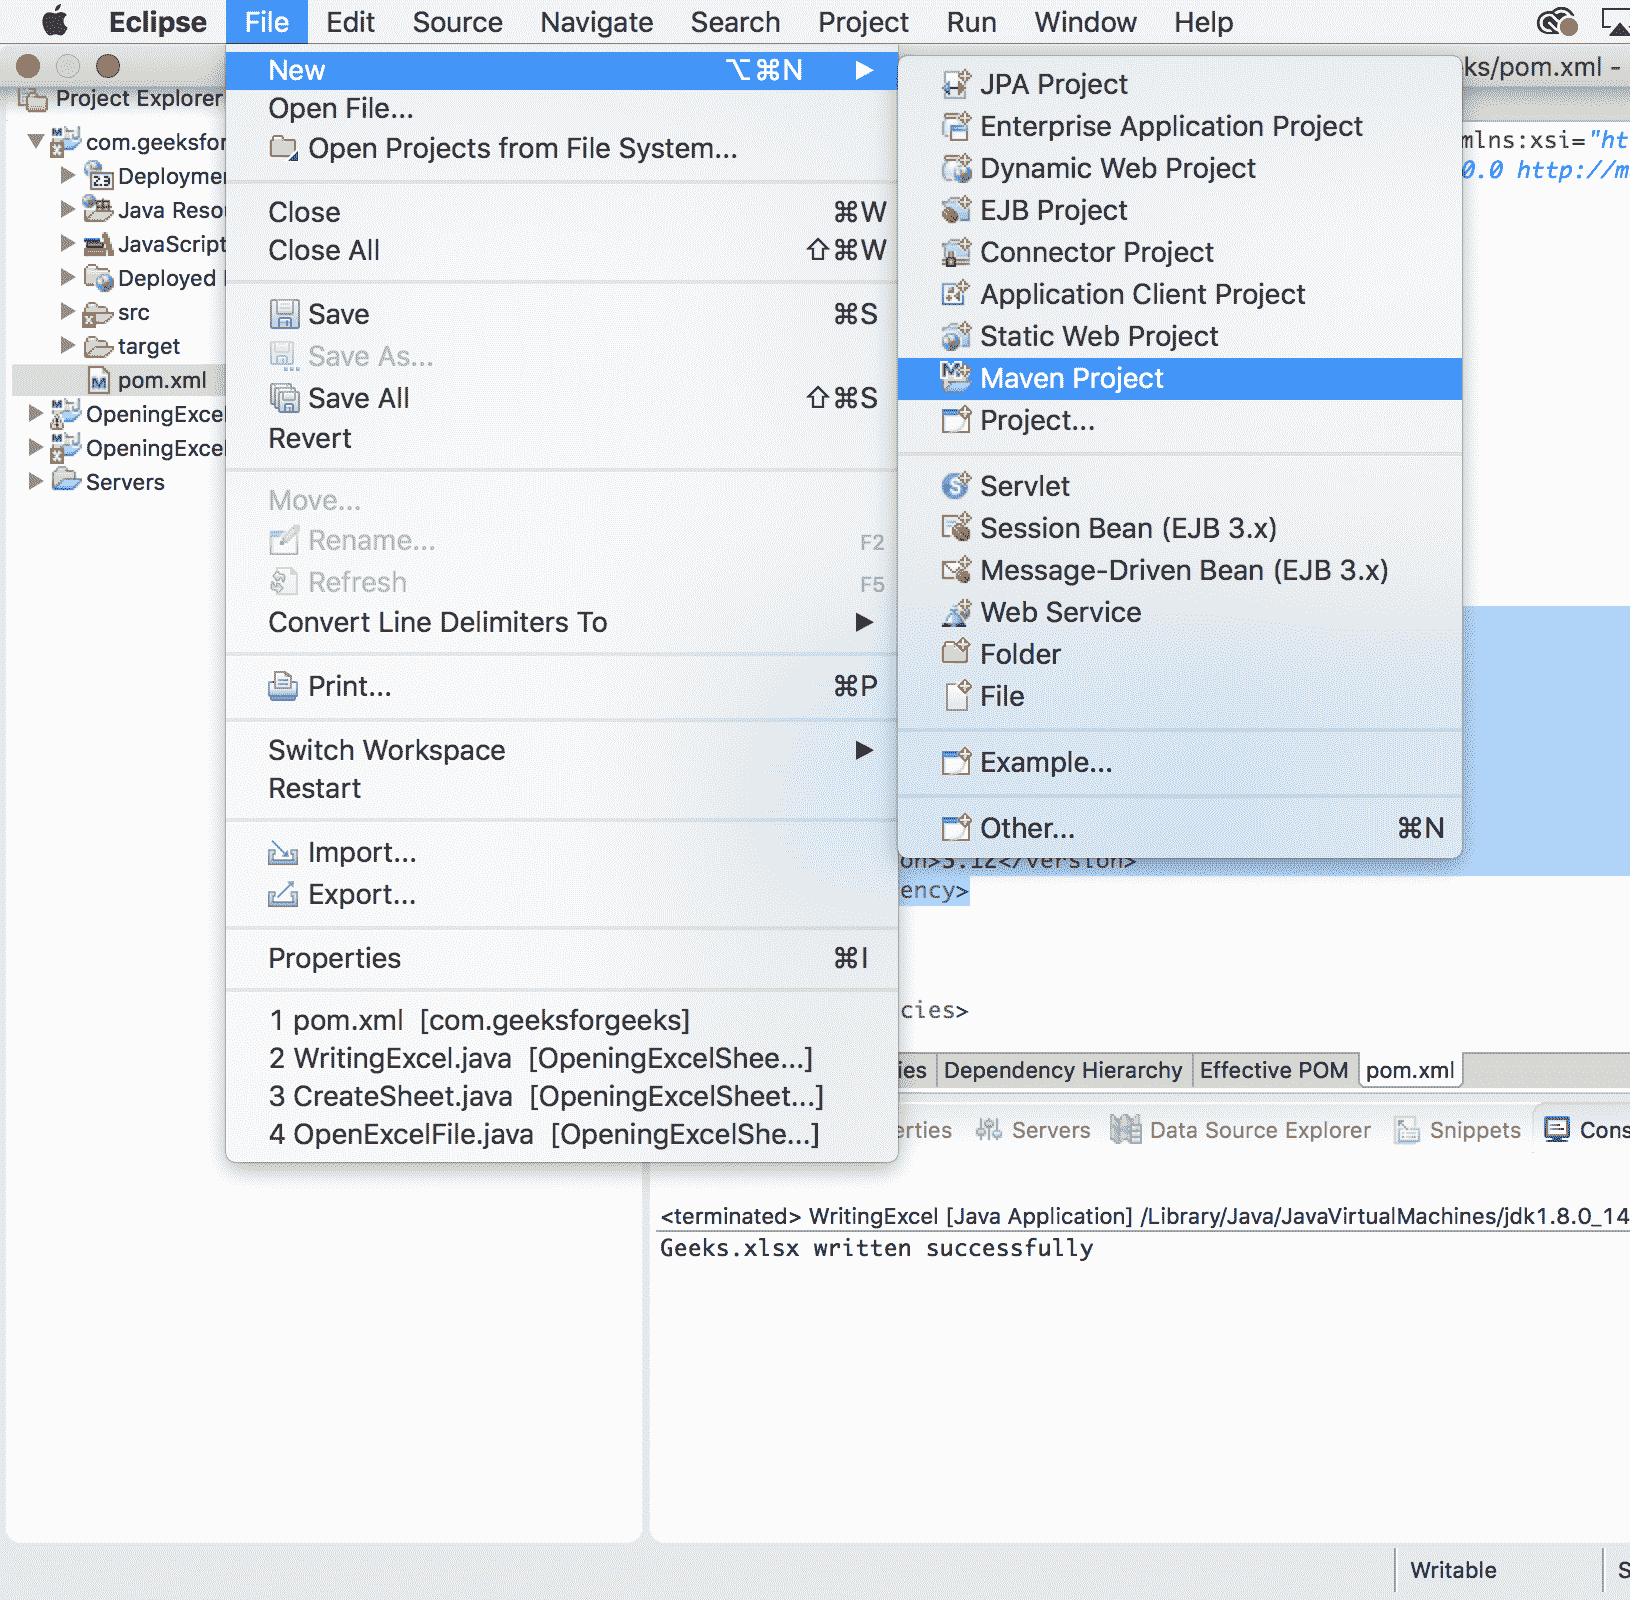 Eclipse File Edit Source Navigate Search Project Run Window Help
ks/pom.xml -
Project Explorer
com.geeksfor
2.3 Deployme
Java Reso
JavaScript
Deployed
src
target
pom.xml
OpeningExcel
OpeningExcel
Servers
New ⌥⌘N ▶
Open File...
Open Projects from File System...
Close ⌘W
Close All ⇧⌘W
Save ⌘S
Save As...
Save All ⇧⌘S
Revert
Move...
Rename... F2
Refresh F5
Convert Line Delimiters To ▶
Print... ⌘P
Switch Workspace ▶
Restart
Import...
Export...
Properties ⌘I
1 pom.xml [com.geeksforgeeks]
2 WritingExcel.java [OpeningExcelShee...]
3 CreateSheet.java [OpeningExcelSheet...]
4 OpenExcelFile.java [OpeningExcelShe...]
JPA Project
Enterprise Application Project
Dynamic Web Project
EJB Project
Connector Project
Application Client Project
Static Web Project
Maven Project
Project...
Servlet
Session Bean (EJB 3.x)
Message-Driven Bean (EJB 3.x)
Web Service
Folder
File
Example...
Other... ⌘N
mlns:xsi="ht
0.0 http://m
on>3.12</version>
ency>
cies>
ies Dependency Hierarchy Effective POM pom.xml
erties Servers Data Source Explorer Snippets Cons
<terminated> WritingExcel [Java Application] /Library/Java/JavaVirtualMachines/jdk1.8.0_14
Geeks.xlsx written successfully
Writable S